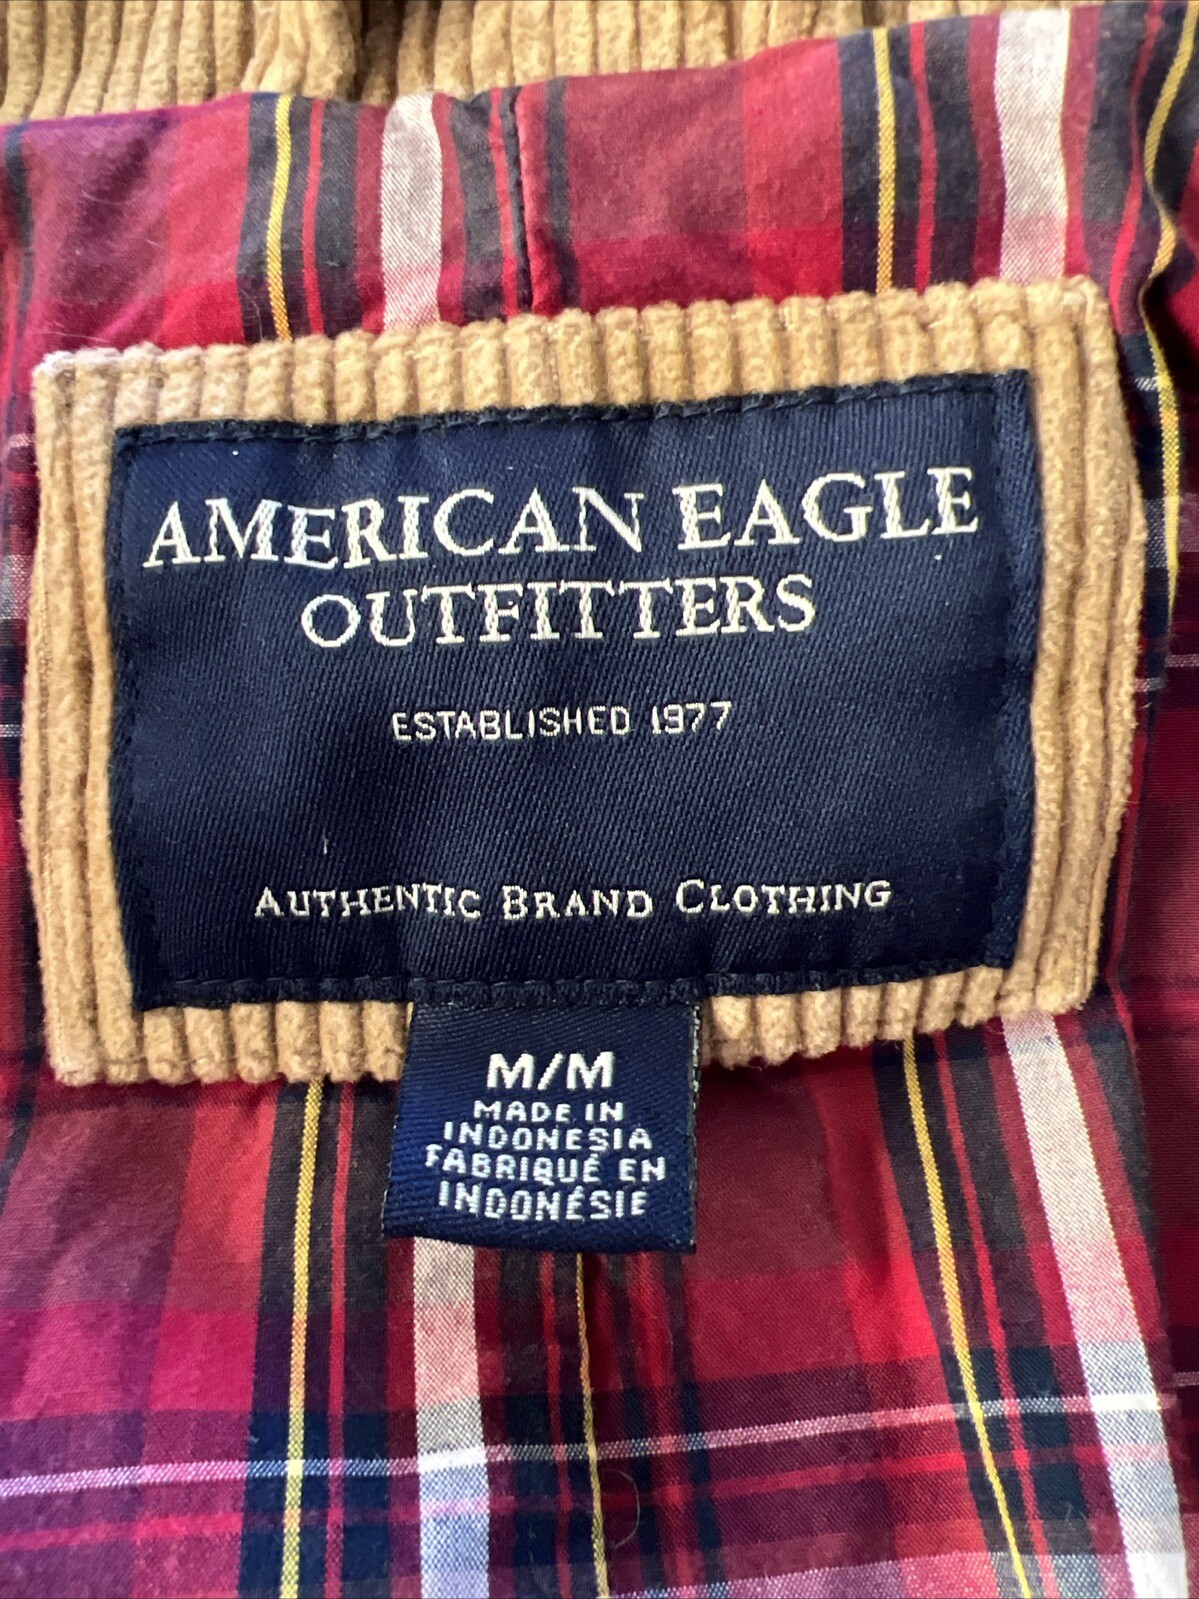 AMERICAN EAGLE
OUTFITTERS
ESTABLISHED 1977
AUTHENTIC BRAND CLOTHING
M/M
MADE IN
INDONESIA
FABRIQUÉ EN
INDONÉSIE